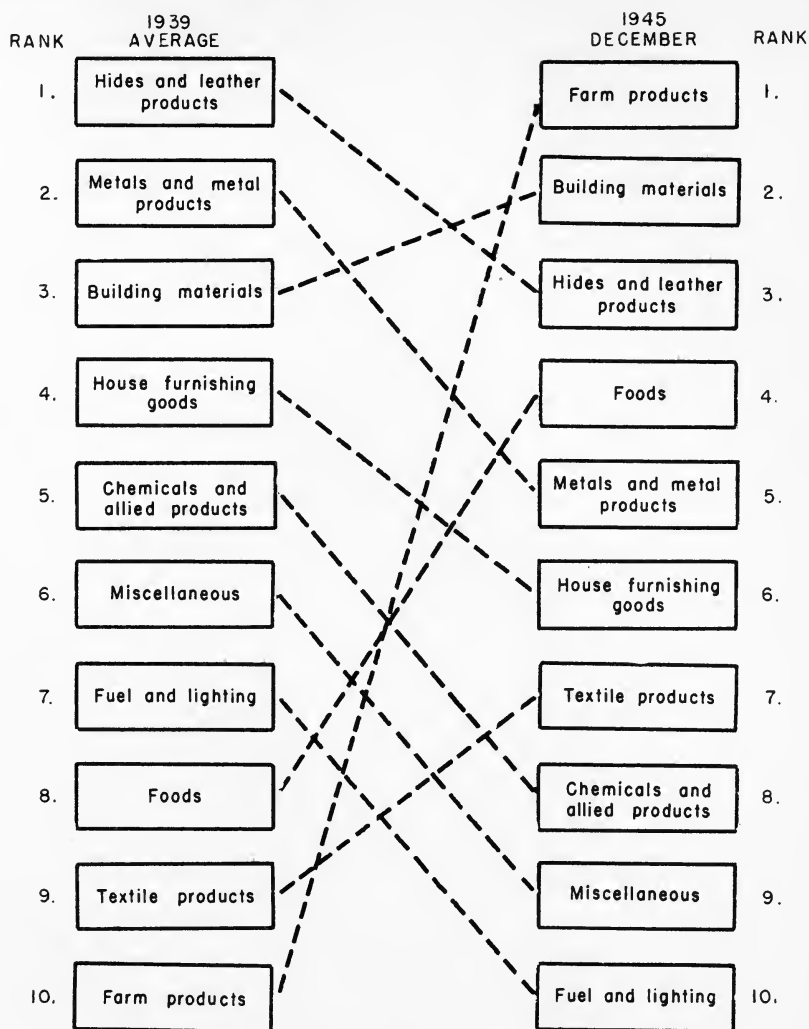 1939
1945
RANK AVERAGE DECEMBER RANK
1. Hides and leather
products
Farm products 1.
2. Metals and metal
products
Building materials 2.
3. Building materials
Hides and leather
products 3.
4. House furnishing
goods
Foods 4.
5. Chemicals and
allied products
Metals and metal
products 5.
6. Miscellaneous
House furnishing
goods 6.
7. Fuel and lighting
Textile products 7.
8. Foods
Chemicals and
allied products 8.
9. Textile products
Miscellaneous 9.
10. Farm products
Fuel and lighting 10.